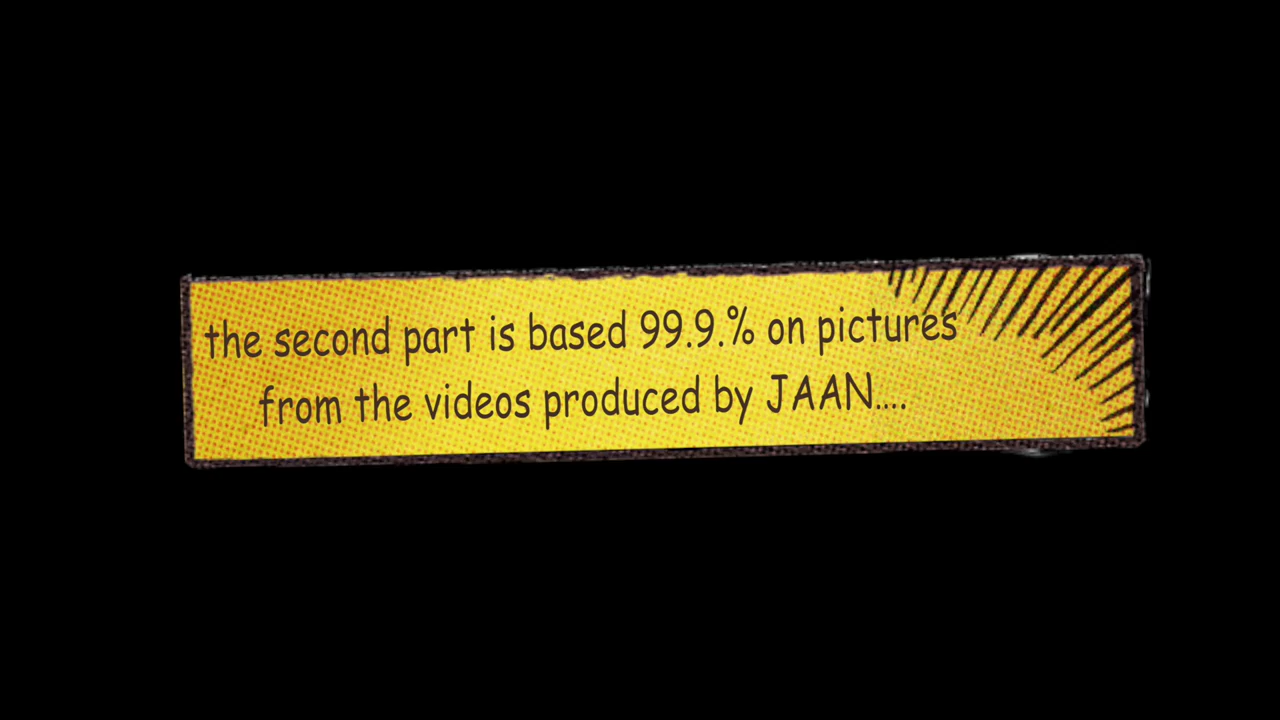 the second part is based 99.9.% on pictures
from the videos produced by JAAN....